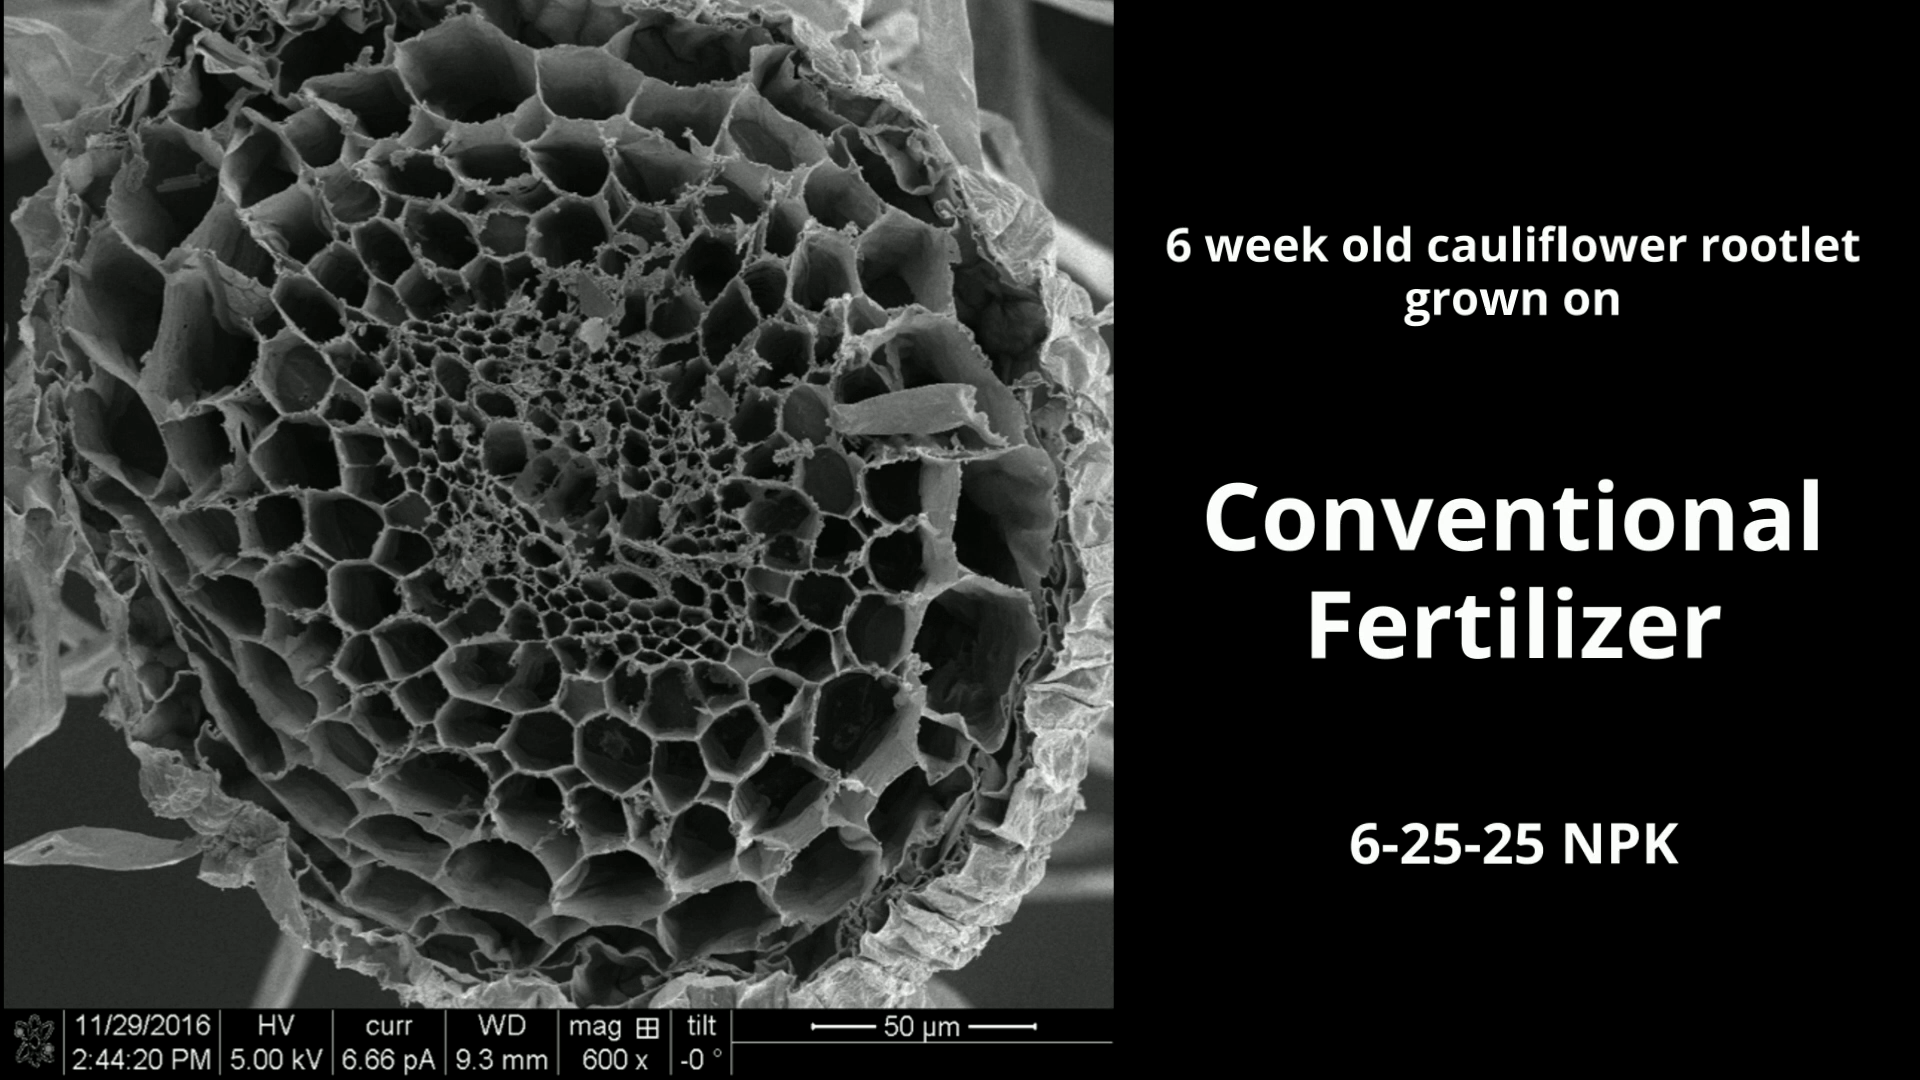 6 week old cauliflower rootlet
grown on
Conventional
Fertilizer
6-25-25 NPK
11/29/2016 HV curr WD mag tilt 50 µm
2:44:20 PM 5.00 kV 6.66 pA 9.3 mm 600 x -0 °